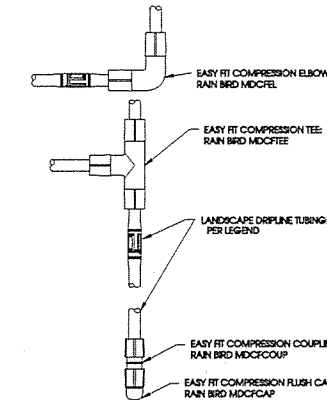 EASY FIT COMPRESSION ELBOW
RAIN BIRD MDCFEL
EASY FIT COMPRESSION TEE:
RAIN BIRD MDCFTEE
LANDSCAPE DRIPLINE TUBING:
PER LEGEND
EASY FIT COMPRESSION COUPLI
RAIN BIRD MDCFCOUP
EASY FIT COMPRESSION FLUSH CA
RAIN BIRD MDCFCAP